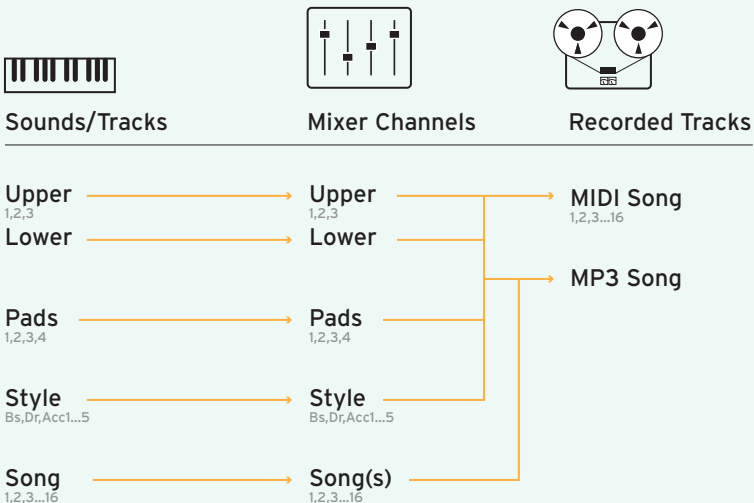 Sounds/Tracks
Mixer Channels
Recorded Tracks
Upper
1,2,3
Upper
1,2,3
MIDI Song
1,2,3...16
Lower
Lower
MP3 Song
Pads
1,2,3,4
Pads
1,2,3,4
Style
Bs,Dr,Acc1...5
Style
Bs,Dr,Acc1...5
Song
1,2,3...16
Song(s)
1,2,3...16